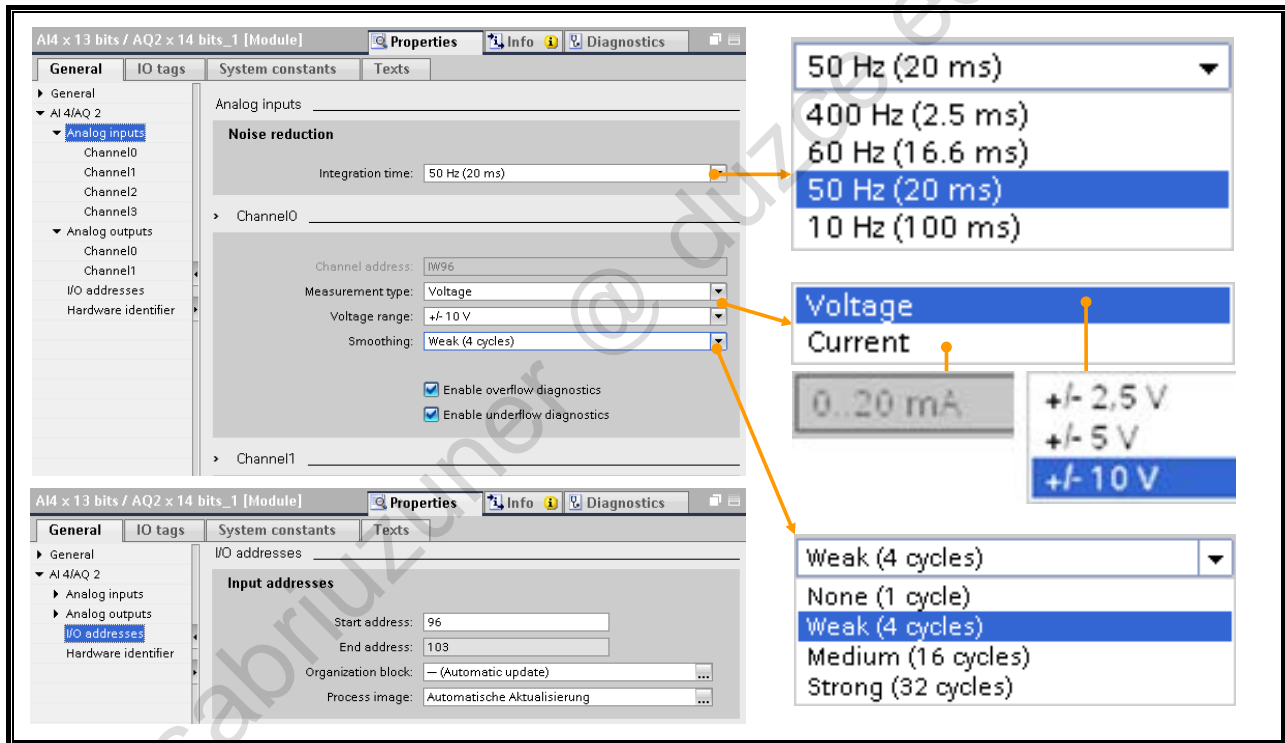 AI4 x 13 bits / AQ2 x 14 bits_1 [Module]
Properties
Info
Diagnostics
General
IO tags
System constants
Texts
General
AI 4/AQ 2
Analog inputs
Channel0
Channel1
Channel2
Channel3
Analog outputs
Channel0
Channel1
I/O addresses
Hardware identifier
Analog inputs
Noise reduction
Integration time: 50 Hz (20 ms)
> Channel0
Channel address: IW96
Measurement type: Voltage
Voltage range: +/- 10 V
Smoothing: Weak (4 cycles)
Enable overflow diagnostics
Enable underflow diagnostics
> Channel1
50 Hz (20 ms)
400 Hz (2.5 ms)
60 Hz (16.6 ms)
50 Hz (20 ms)
10 Hz (100 ms)
Voltage
Current
0..20 mA
+/- 2,5 V
+/- 5 V
+/- 10 V
Weak (4 cycles)
None (1 cycle)
Weak (4 cycles)
Medium (16 cycles)
Strong (32 cycles)
AI4 x 13 bits / AQ2 x 14 bits_1 [Module]
Properties
Info
Diagnostics
General
IO tags
System constants
Texts
General
AI 4/AQ 2
Analog inputs
Analog outputs
I/O addresses
Hardware identifier
I/O addresses
Input addresses
Start address: 96
End address: 103
Organization block: — (Automatic update)
Process image: Automatische Aktualisierung
sabriuzuner @ duzce